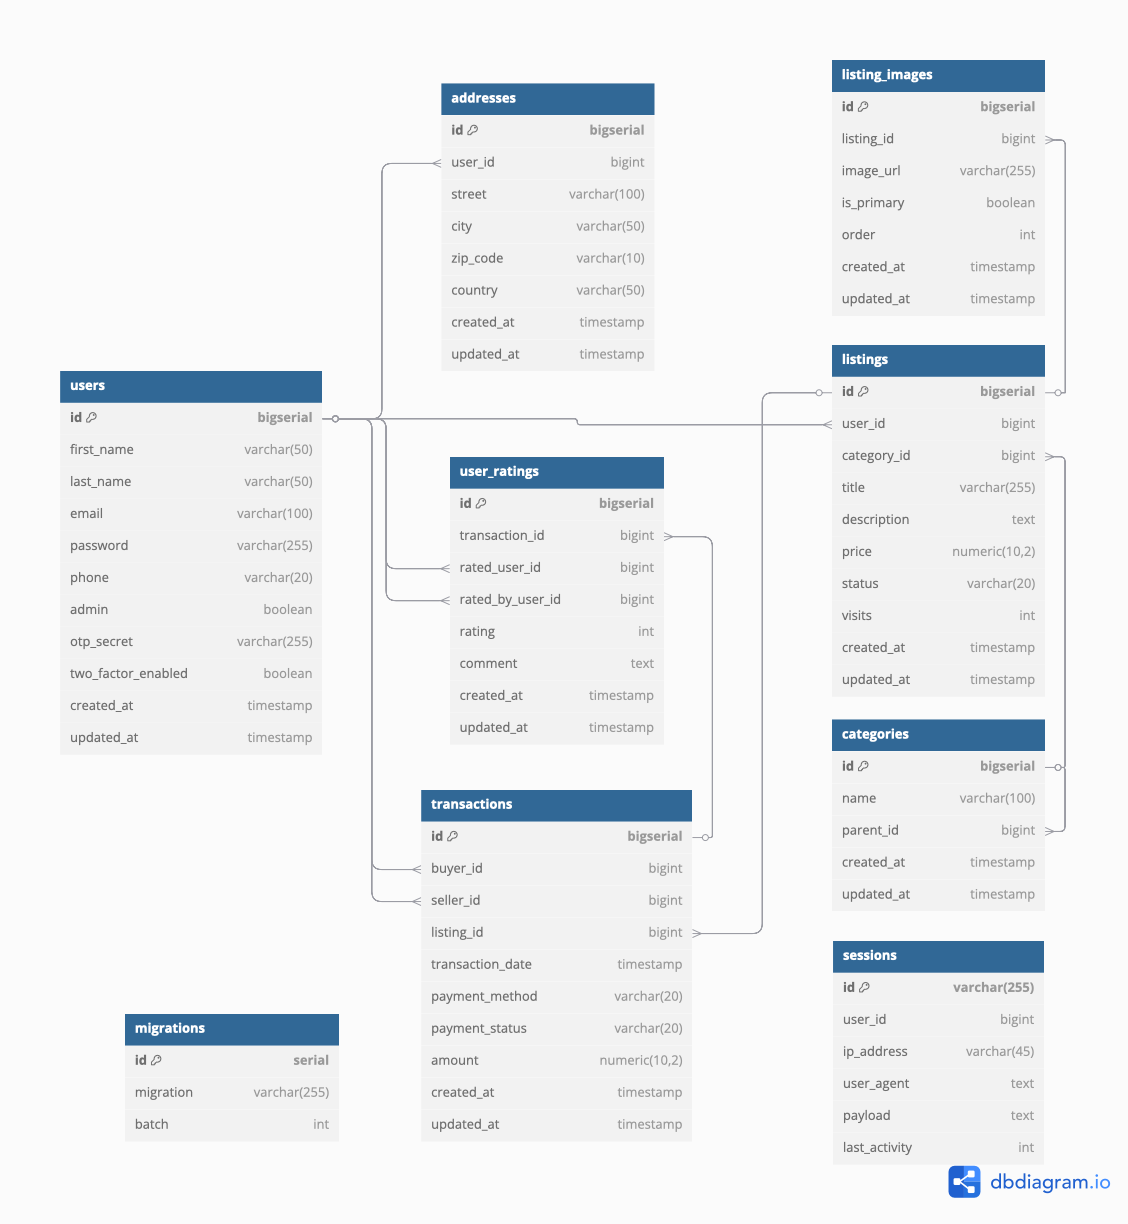 addresses
id bigserial
user_id bigint
street varchar(100)
city varchar(50)
zip_code varchar(10)
country varchar(50)
created_at timestamp
updated_at timestamp
listing_images
id bigserial
listing_id bigint
image_url varchar(255)
is_primary boolean
order int
created_at timestamp
updated_at timestamp
users
id bigserial
first_name varchar(50)
last_name varchar(50)
email varchar(100)
password varchar(255)
phone varchar(20)
admin boolean
otp_secret varchar(255)
two_factor_enabled boolean
created_at timestamp
updated_at timestamp
user_ratings
id bigserial
transaction_id bigint
rated_user_id bigint
rated_by_user_id bigint
rating int
comment text
created_at timestamp
updated_at timestamp
listings
id bigserial
user_id bigint
category_id bigint
title varchar(255)
description text
price numeric(10,2)
status varchar(20)
visits int
created_at timestamp
updated_at timestamp
categories
id bigserial
name varchar(100)
parent_id bigint
created_at timestamp
updated_at timestamp
transactions
id bigserial
buyer_id bigint
seller_id bigint
listing_id bigint
transaction_date timestamp
payment_method varchar(20)
payment_status varchar(20)
amount numeric(10,2)
created_at timestamp
updated_at timestamp
migrations
id serial
migration varchar(255)
batch int
sessions
id varchar(255)
user_id bigint
ip_address varchar(45)
user_agent text
payload text
last_activity int
dbdiagram.io